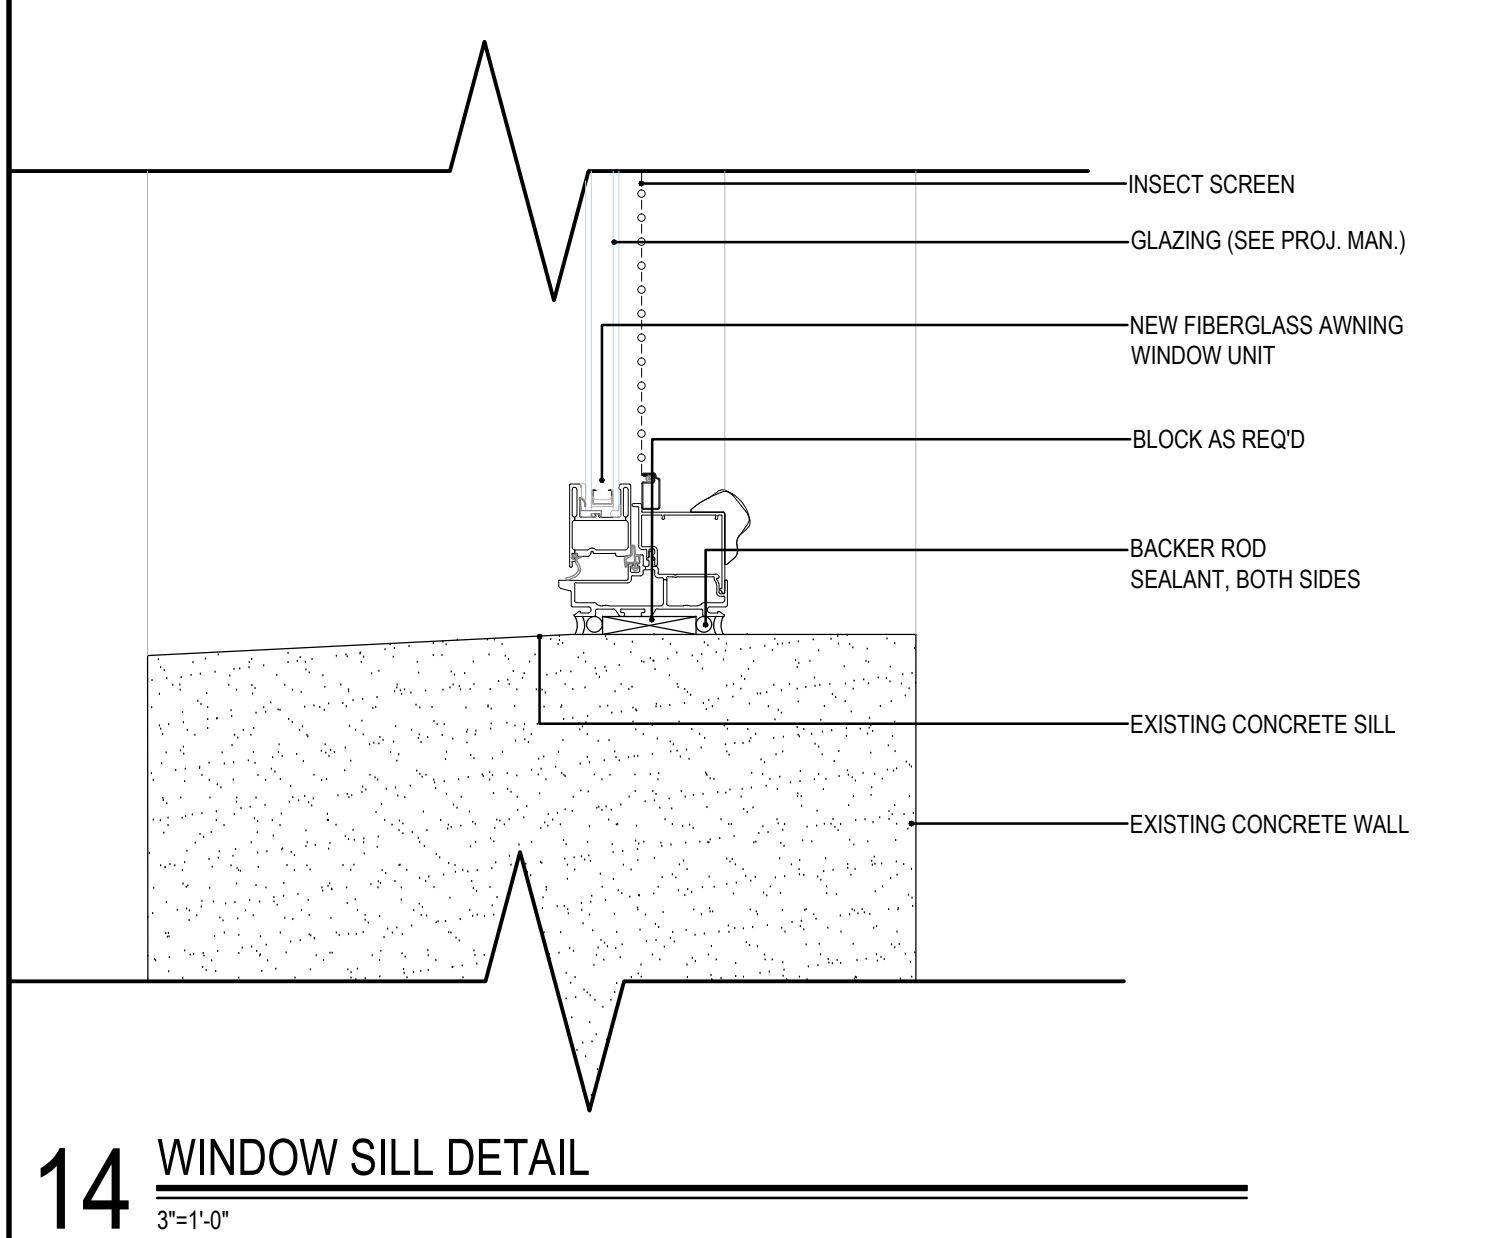 INSECT SCREEN
GLAZING (SEE PROJ. MAN.)
NEW FIBERGLASS AWNING
WINDOW UNIT
BLOCK AS REQ'D
BACKER ROD
SEALANT, BOTH SIDES
EXISTING CONCRETE SILL
EXISTING CONCRETE WALL
14
WINDOW SILL DETAIL
3"=1'-0"